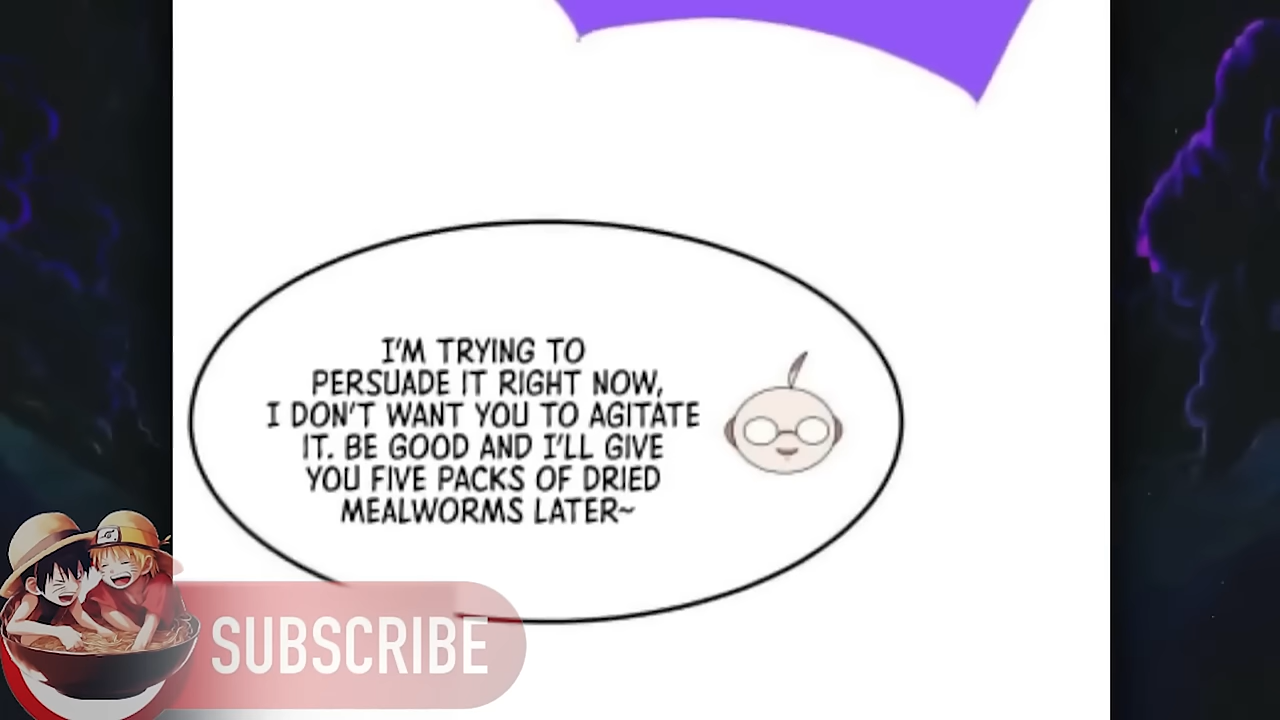 I'M TRYING TO
PERSUADE IT RIGHT NOW,
I DON'T WANT YOU TO AGITATE
IT. BE GOOD AND I'LL GIVE
YOU FIVE PACKS OF DRIED
MEALWORMS LATER~
SUBSCRIBE